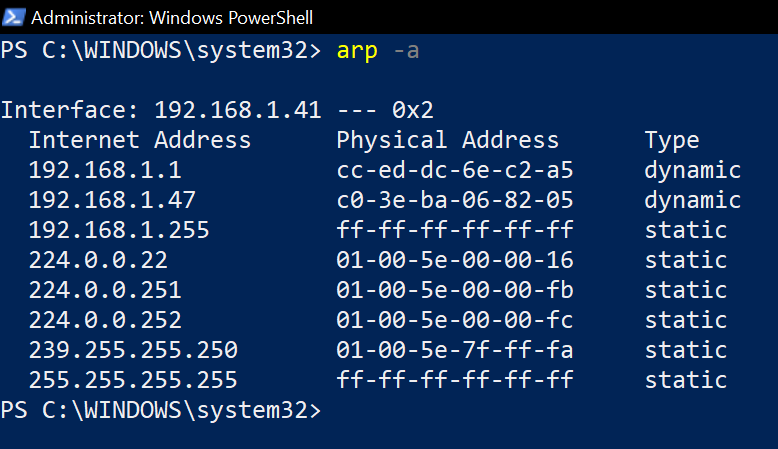 Administrator: Windows PowerShell
PS C:\WINDOWS\system32> arp -a
Interface: 192.168.1.41 --- 0x2
Internet Address Physical Address Type
192.168.1.1 cc-ed-dc-6e-c2-a5 dynamic
192.168.1.47 c0-3e-ba-06-82-05 dynamic
192.168.1.255 ff-ff-ff-ff-ff-ff static
224.0.0.22 01-00-5e-00-00-16 static
224.0.0.251 01-00-5e-00-00-fb static
224.0.0.252 01-00-5e-00-00-fc static
239.255.255.250 01-00-5e-7f-ff-fa static
255.255.255.255 ff-ff-ff-ff-ff-ff static
PS C:\WINDOWS\system32>